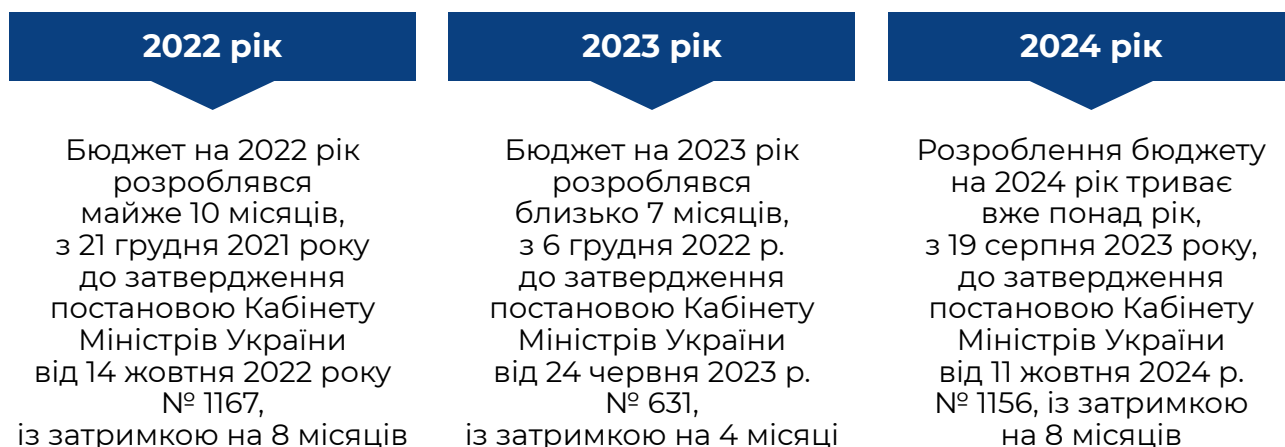 2022 рік
Бюджет на 2022 рік
розроблявся
майже 10 місяців,
з 21 грудня 2021 року
до затвердження
постановою Кабінету
Міністрів України
від 14 жовтня 2022 року
№ 1167,
із затримкою на 8 місяців
2023 рік
Бюджет на 2023 рік
розроблявся
близько 7 місяців,
з 6 грудня 2022 р.
до затвердження
постановою Кабінету
Міністрів України
від 24 червня 2023 р.
№ 631,
із затримкою на 4 місяці
2024 рік
Розроблення бюджету
на 2024 рік триває
вже понад рік,
з 19 серпня 2023 року,
до затвердження
постановою Кабінету
Міністрів України
від 11 жовтня 2024 р.
№ 1156, із затримкою
на 8 місяців